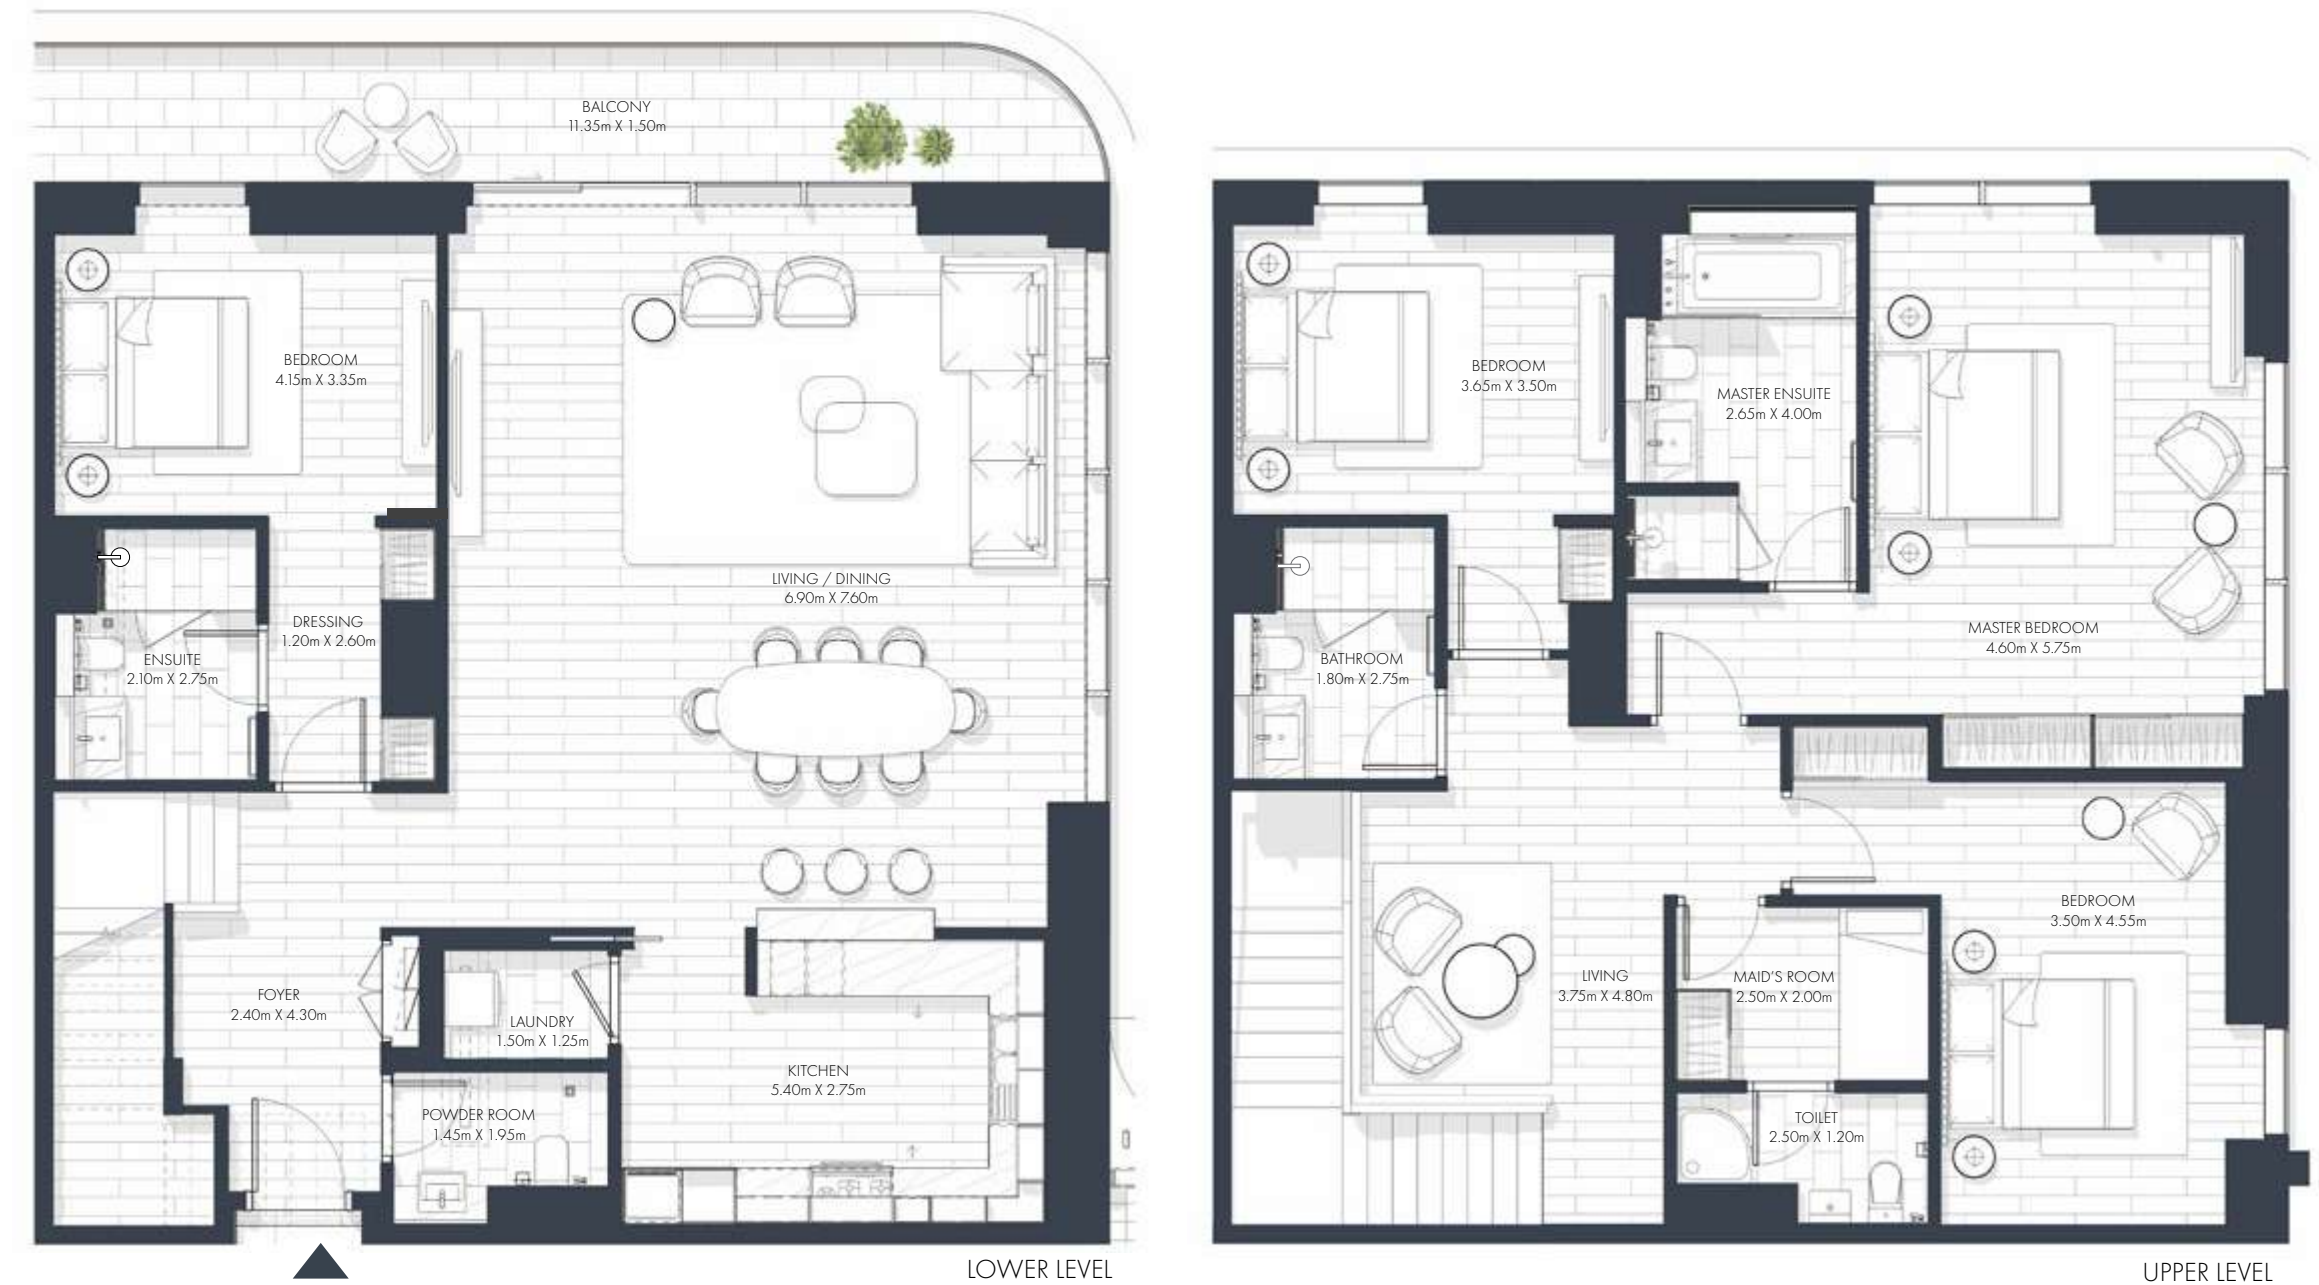 BALCONY
11.35m X 1.50m
BEDROOM
4.15m X 3.35m
LIVING / DINING
6.90m X 7.60m
DRESSING
1.20m X 2.60m
ENSUITE
2.10m X 2.75m
FOYER
2.40m X 4.30m
LAUNDRY
1.50m X 1.25m
KITCHEN
5.40m X 2.75m
POWDER ROOM
1.45m X 1.95m
LOWER LEVEL
BEDROOM
3.65m X 3.50m
MASTER ENSUITE
2.65m X 4.00m
MASTER BEDROOM
4.60m X 5.75m
BATHROOM
1.80m X 2.75m
BEDROOM
3.50m X 4.55m
LIVING
3.75m X 4.80m
MAID'S ROOM
2.50m X 2.00m
TOILET
2.50m X 1.20m
UPPER LEVEL